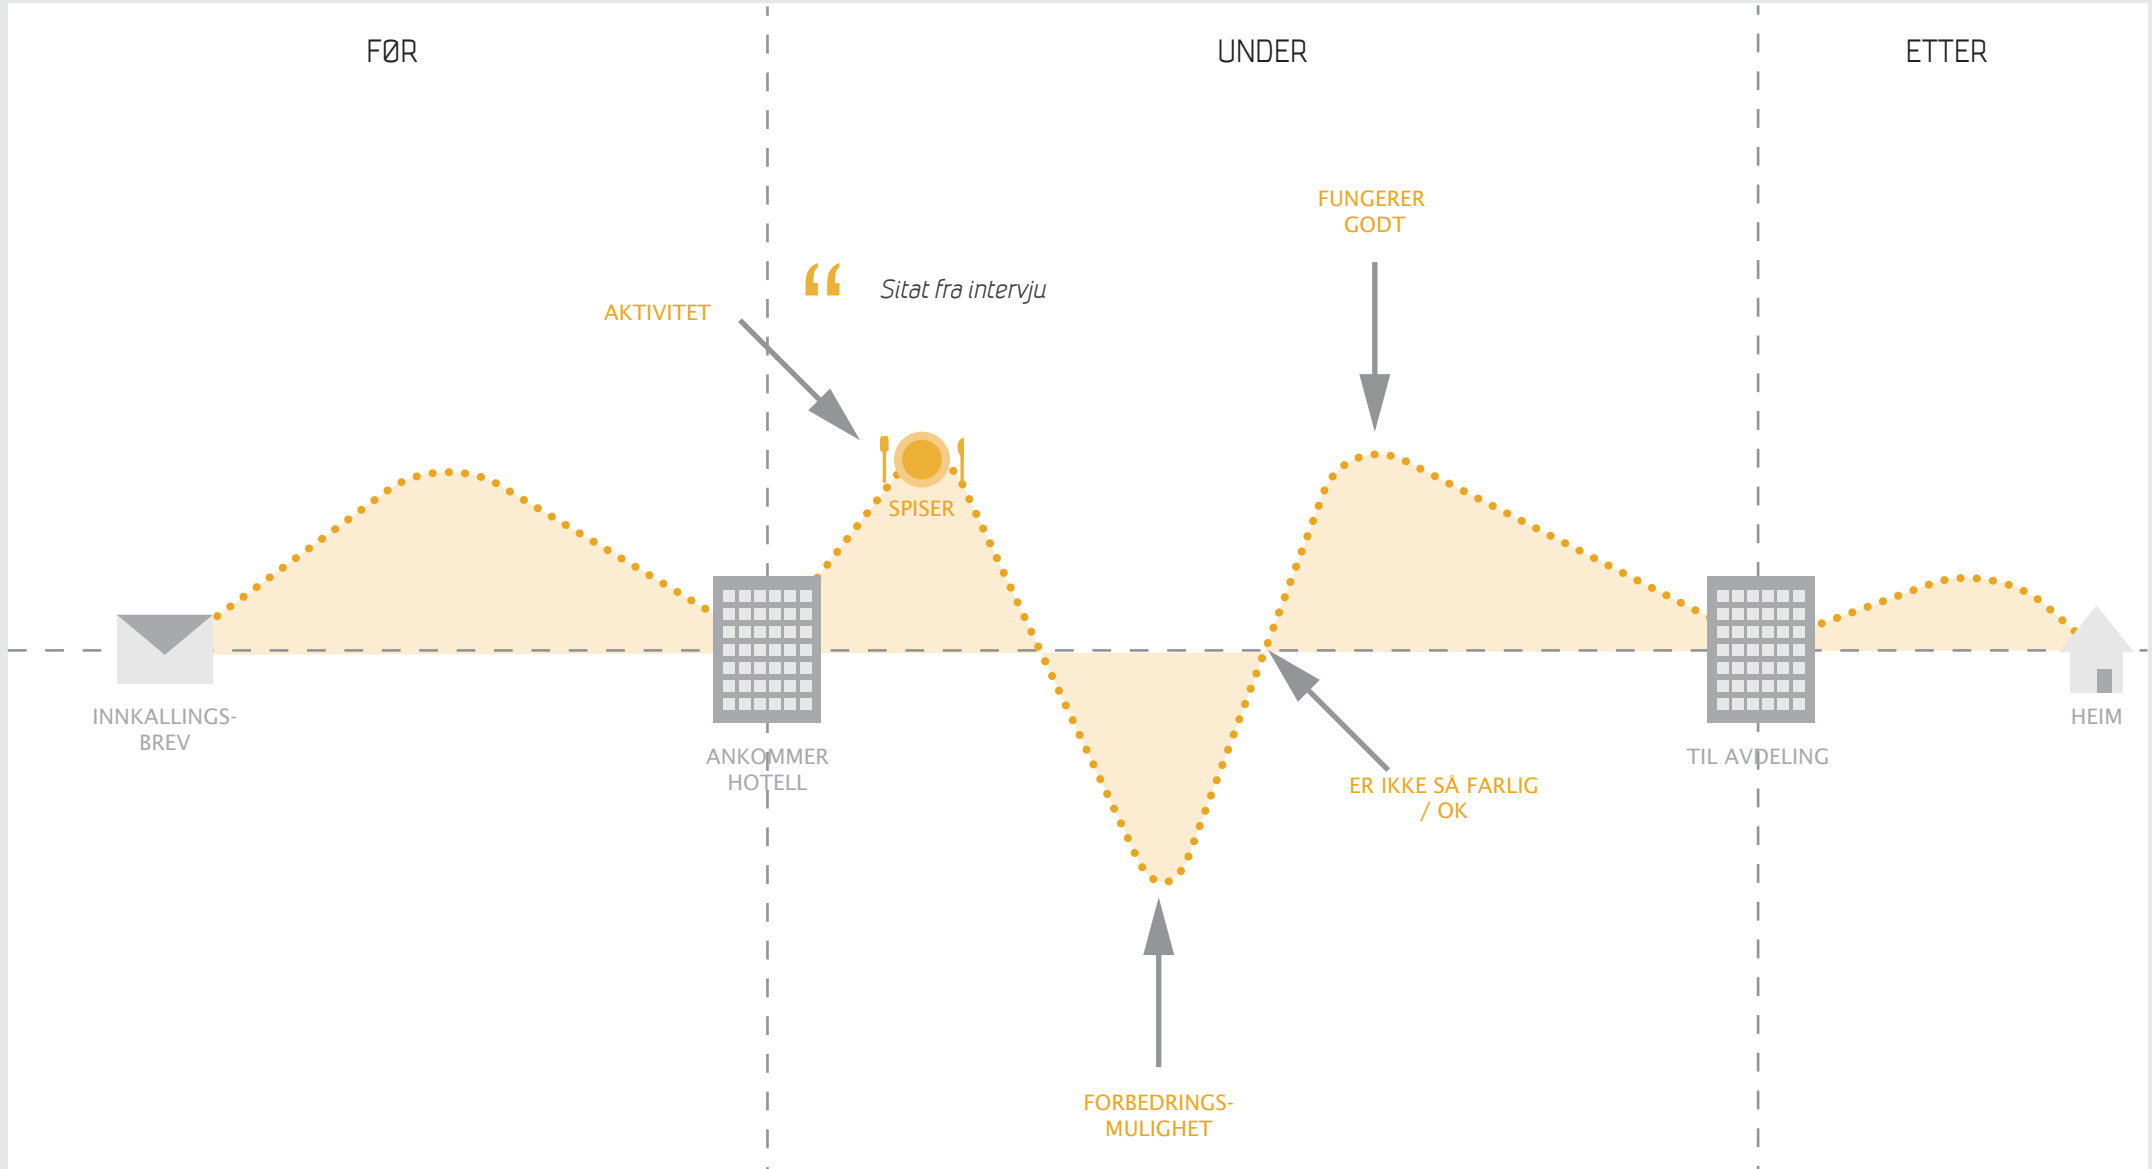 FØR
UNDER
ETTER
FUNGERER
GODT
“ Sitat fra intervju
AKTIVITET
SPISER
INNKALLINGS-
BREV
ANKOMMER
HOTELL
ER IKKE SÅ FARLIG
/ OK
TIL AVDELING
HEIM
FORBEDRINGS-
MULIGHET